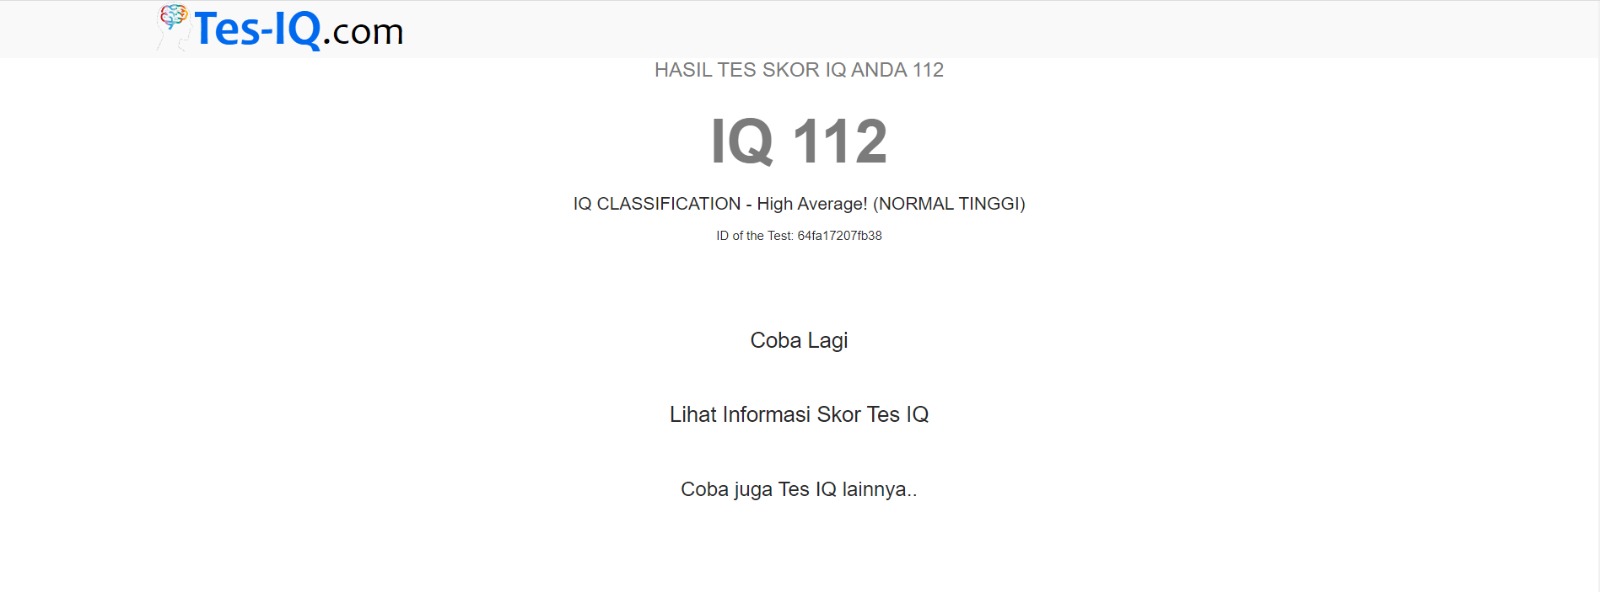 Tes-IQ.com
HASIL TES SKOR IQ ANDA 112
IQ 112
IQ CLASSIFICATION - High Average! (NORMAL TINGGI)
ID of the Test: 64fa17207fb38
Coba Lagi
Lihat Informasi Skor Tes IQ
Coba juga Tes IQ lainnya..